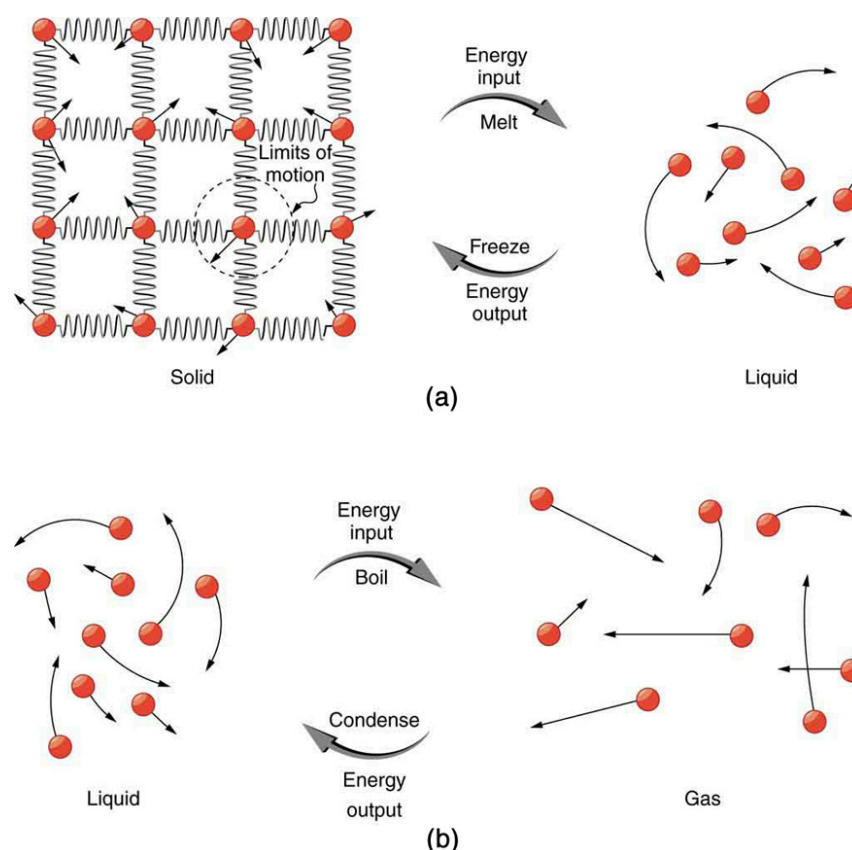 Energy
input
Melt
Limits of
motion
Freeze
Energy
output
Solid
Liquid
(a)
Energy
input
Boil
Condense
Energy
output
Liquid
Gas
(b)